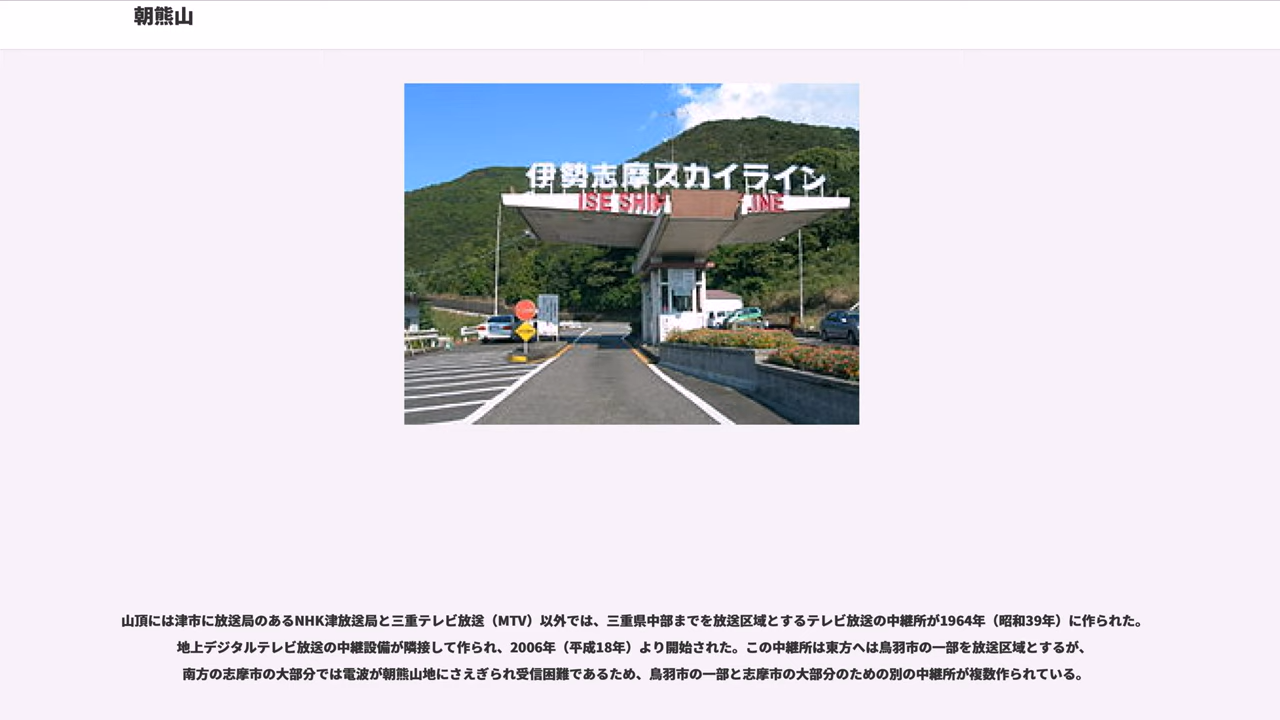 朝熊山
伊勢志摩スカイライン
ISE SHIM
INE
山頂には津市に放送局のあるNHK津放送局と三重テレビ放送（MTV）以外では、三重県中部までを放送区域とするテレビ放送の中継所が1964年（昭和39年）に作られた。
地上デジタルテレビ放送の中継設備が隣接して作られ、2006年（平成18年）より開始された。この中継所は東方へは鳥羽市の一部を放送区域とするが、
南方の志摩市の大部分では電波が朝熊山地にさえぎられ受信困難であるため、鳥羽市の一部と志摩市の大部分のための別の中継所が複数作られている。